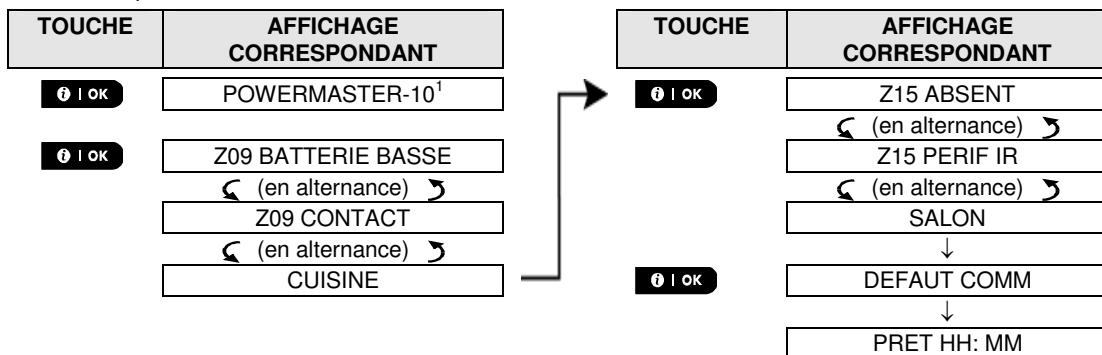 TOUCHE
AFFICHAGE
CORRESPONDANT
OK
POWERMASTER-10¹
OK
Z09 BATTERIE BASSE
(en alternance)
Z09 CONTACT
(en alternance)
CUISINE
TOUCHE
AFFICHAGE
CORRESPONDANT
OK
Z15 ABSENT
(en alternance)
Z15 PERIF IR
(en alternance)
SALON
OK
DEFAUT COMM
PRET HH: MM